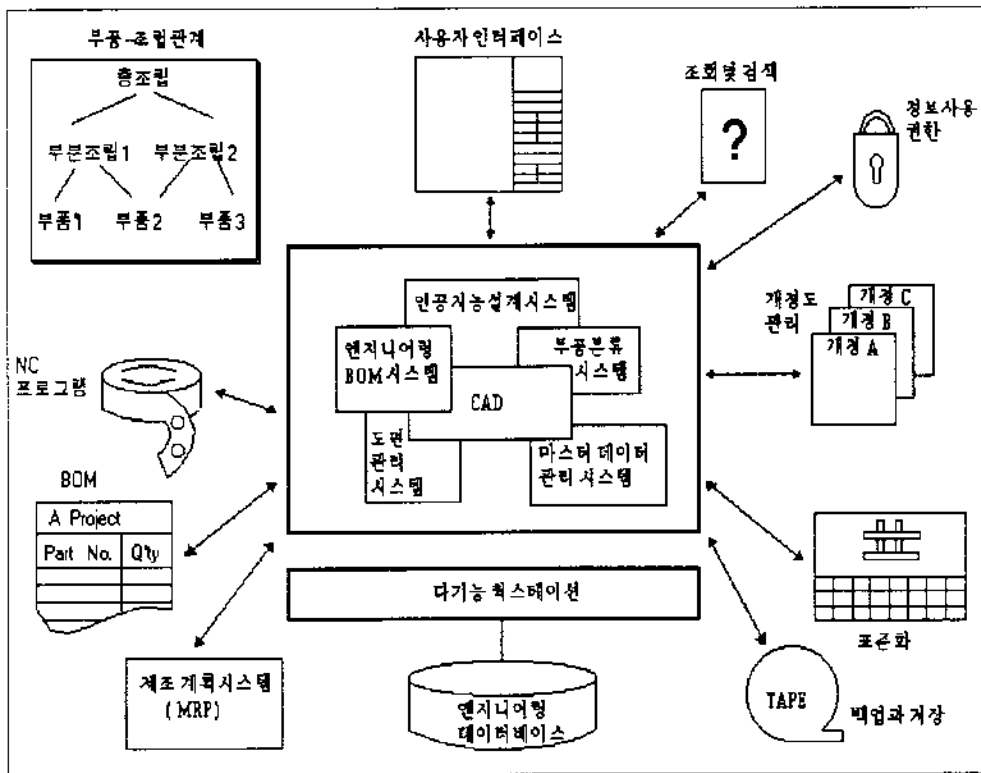 부품-조립관계
총조립
부분조립1 부분조립2
부품1 부품2 부품3
사용자인터페이스
조회및검색
?
정보사용
권한
인공지능설계시스템
엔지니어링
BOM시스템
부품분류
시스템
CAD
도면
관리
시스템
마스터데이터
관리시스템
개정도
관리
개정 C
개정 B
개정 A
NC
프로그램
BOM
A Project
Part No. Q'ty
표준화
다기능 워스테이션
제조계획시스템
( MRP)
엔지니어링
데이터베이스
TAPE
백업과저장